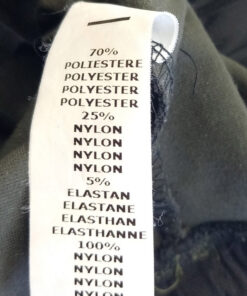 70%
POLIESTERE
POLYESTER
POLYESTER
POLYESTER
25%
NYLON
NYLON
NYLON
NYLON
5%
ELASTAN
ELASTANE
ELASTHAN
ELASTHANNE
100%
NYLON
NYLON
NYLON
NYLON